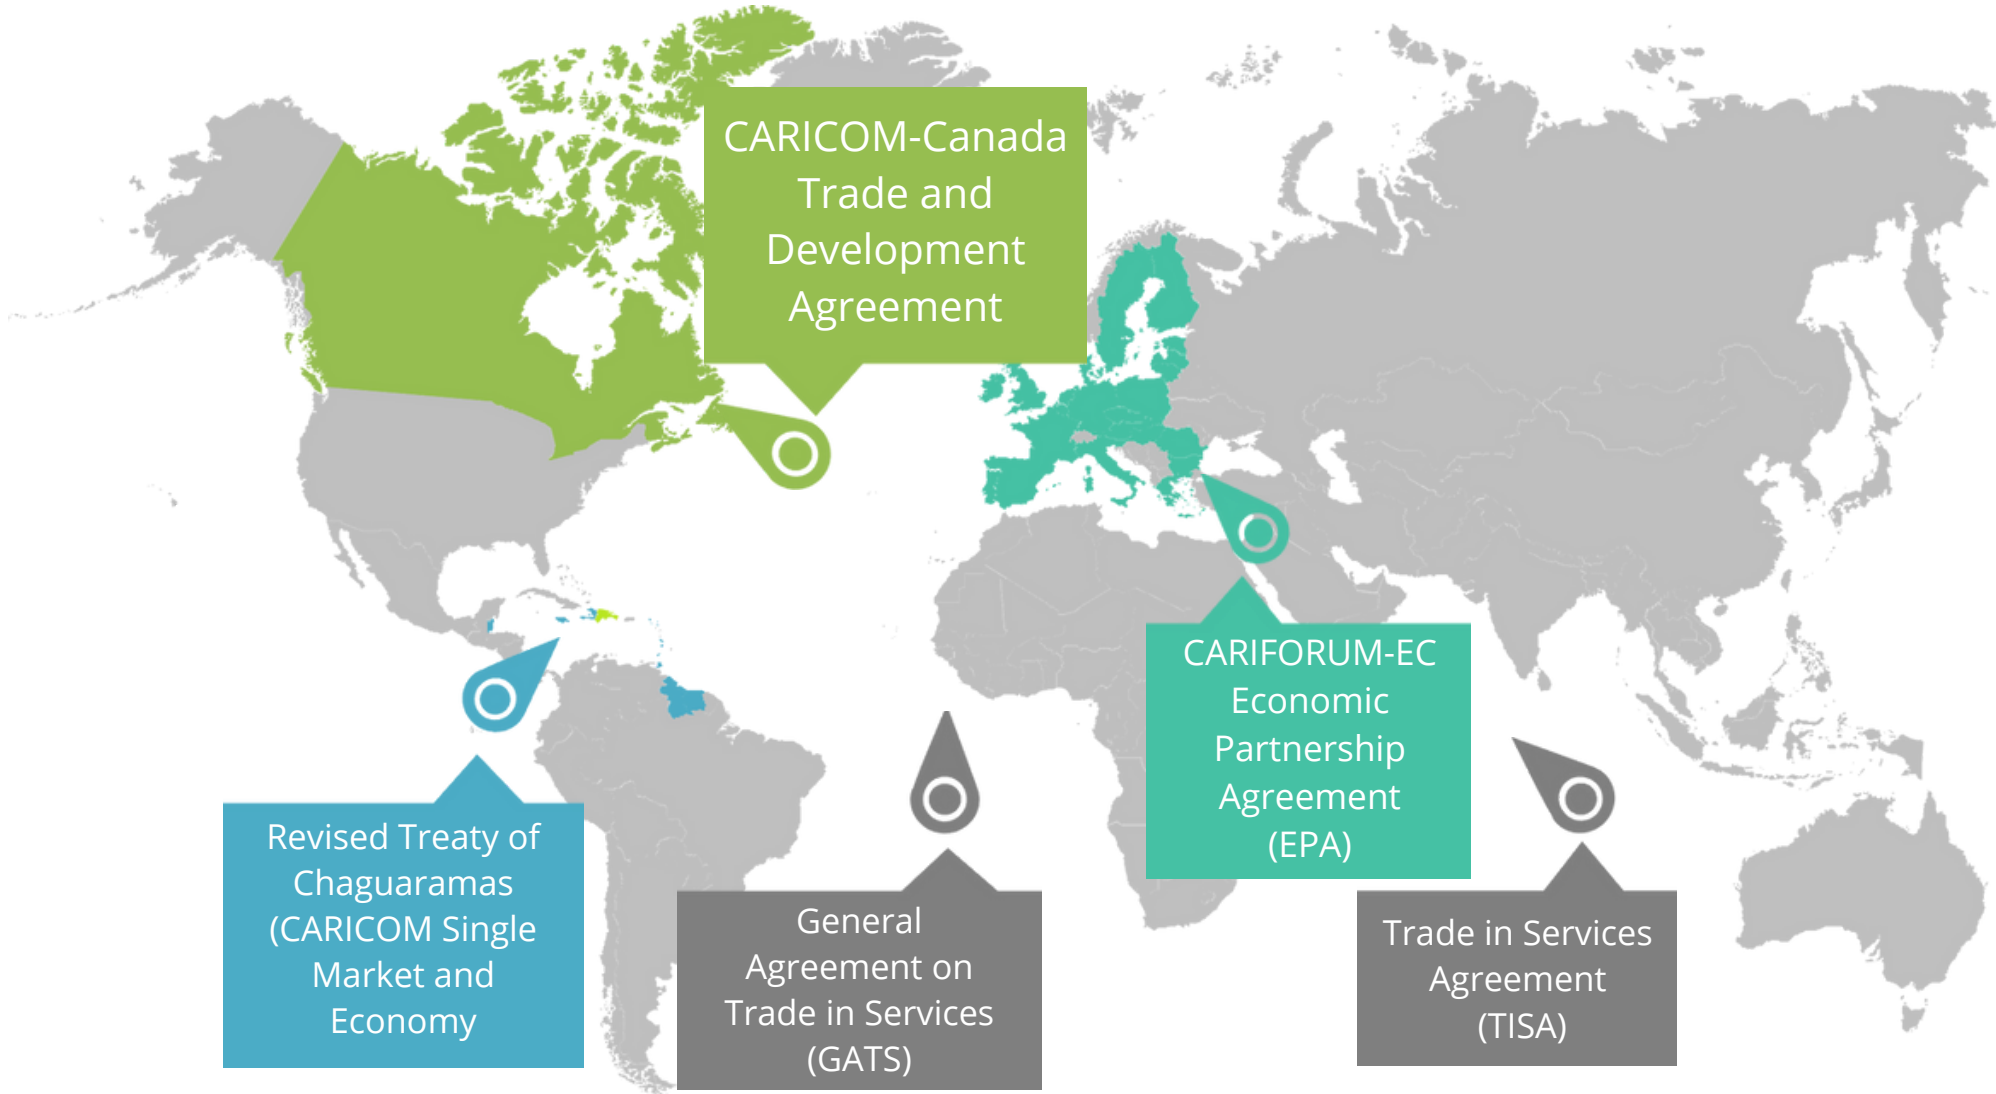 CARICOM-Canada
Trade and
Development
Agreement
CARIFORUM-EC
Economic
Partnership
Agreement
(EPA)
Revised Treaty of
Chaguaramas
(CARICOM Single
Market and
Economy
General
Agreement on
Trade in Services
(GATS)
Trade in Services
Agreement
(TISA)